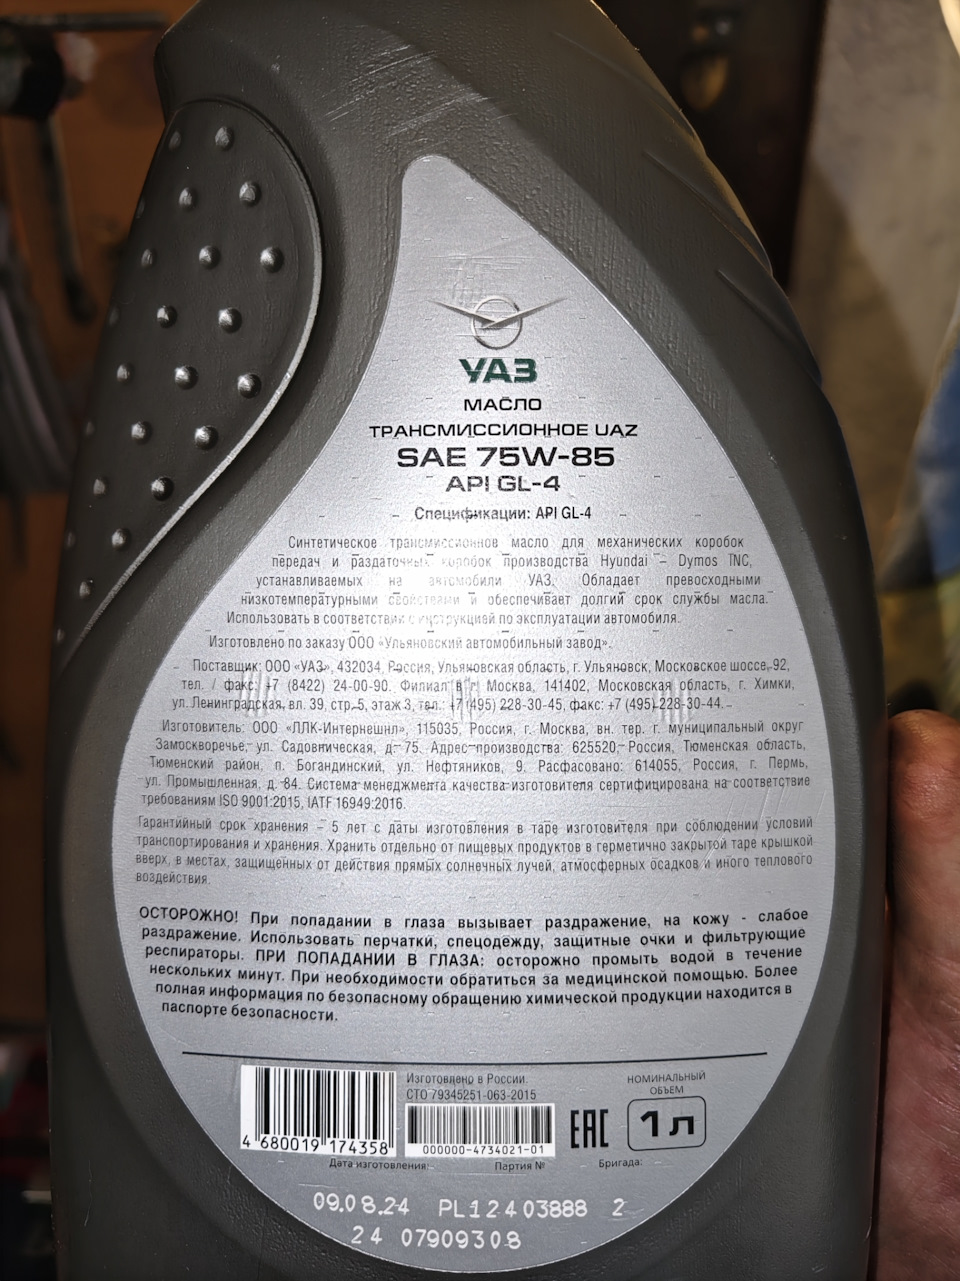 УАЗ
МАСЛО
ТРАНСМИССИОННОЕ UAZ
SAE 75W-85
API GL-4
Спецификации: API GL-4
Синтетическое трансмиссионное масло для механических коробок
передач и раздаточных коробок производства Hyundai – Dymos TNC,
устанавливаемых на автомобили УАЗ. Обладает превосходными
низкотемпературными свойствами и обеспечивает долгий срок службы масла.
Использовать в соответствии с инструкцией по эксплуатации автомобиля.
Изготовлено по заказу ООО «Ульяновский автомобильный завод».
Поставщик: ООО «УАЗ», 432034, Россия, Ульяновская область, г. Ульяновск, Московское шоссе, 92,
тел. / факс: +7 (8422) 24-00-90. Филиал в г. Москва, 141402, Московская область, г. Химки,
ул. Ленинградская, вл. 39, стр. 5, этаж 3, тел.: +7 (495) 228-30-45, факс: +7 (495) 228-30-44.
Изготовитель: ООО «ЛЛК-Интернешнл», 115035, Россия, г. Москва, вн. тер. г. муниципальный округ
Замоскворечье, ул. Садовническая, д. 75. Адрес производства: 625520, Россия, Тюменская область,
Тюменский район, п. Богандинский, ул. Нефтяников, 9. Расфасовано: 614055, Россия, г. Пермь,
ул. Промышленная, д. 84. Система менеджмента качества изготовителя сертифицирована на соответствие
требованиям ISO 9001:2015, IATF 16949:2016.
Гарантийный срок хранения – 5 лет с даты изготовления в таре изготовителя при соблюдении условий
транспортирования и хранения. Хранить отдельно от пищевых продуктов в герметично закрытой таре крышкой
вверх, в местах, защищенных от действия прямых солнечных лучей, атмосферных осадков и иного теплового
воздействия.
ОСТОРОЖНО! При попадании в глаза вызывает раздражение, на кожу - слабое
раздражение. Использовать перчатки, спецодежду, защитные очки и фильтрующие
респираторы. ПРИ ПОПАДАНИИ В ГЛАЗА: осторожно промыть водой в течение
нескольких минут. При необходимости обратиться за медицинской помощью. Более
полная информация по безопасному обращению химической продукции находится в
паспорте безопасности.
Изготовлено в России.
СТО 79345251-063-2015
НОМИНАЛЬНЫЙ
ОБЪЕМ
1 л
EAC
4 680019 174358
000000-4734021-01
Дата изготовления: Партия № Бригада:
09.08.24 PL12403888 2
24 07909308